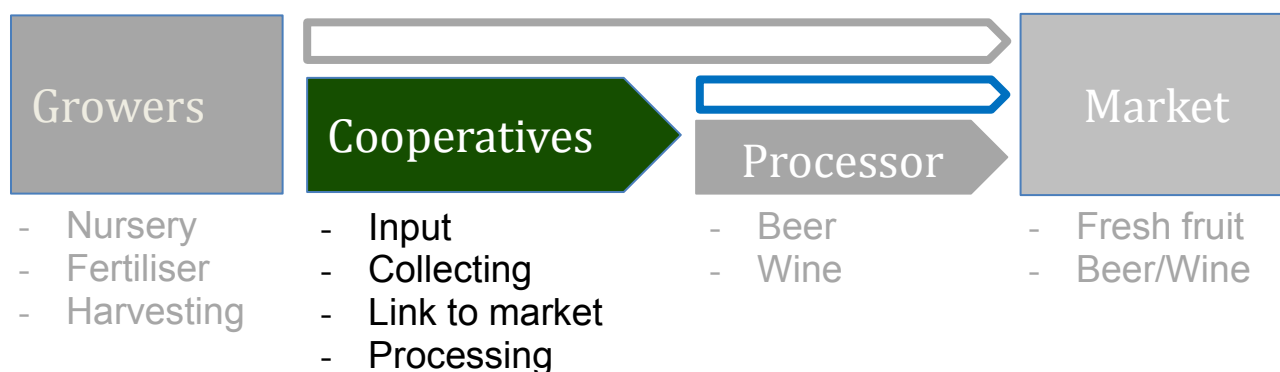 Growers
Cooperatives
Processor
Market
- Nursery
- Fertiliser
- Harvesting
- Input
- Collecting
- Link to market
- Processing
- Beer
- Wine
- Fresh fruit
- Beer/Wine